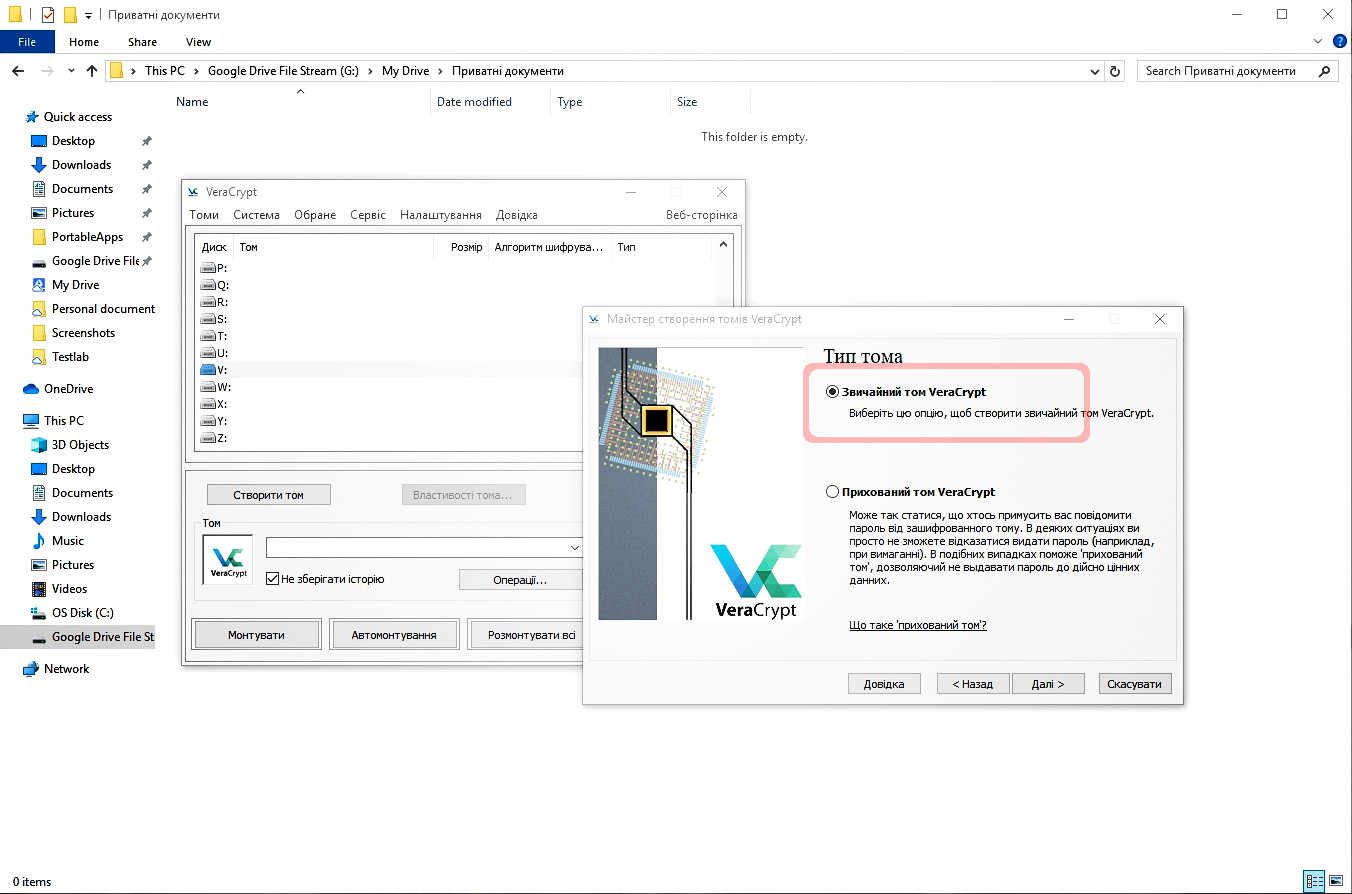 Приватні документи
File Home Share View
This PC > Google Drive File Stream (G:) > My Drive > Приватні документи
Search Приватні документи
Name Date modified Type Size
This folder is empty.
Quick access
Desktop
Downloads
Documents
Pictures
PortableApps
Google Drive File
My Drive
Personal document
Screenshots
Testlab
OneDrive
This PC
3D Objects
Desktop
Documents
Downloads
Music
Pictures
Videos
OS Disk (C:)
Google Drive File St
Network
0 items
VeraCrypt
Томи Система Обране Сервіс Налаштування Довідка Веб-сторінка
Диск Том Розмір Алгоритм шифрува... Тип
P:
Q:
R:
S:
T:
U:
V:
W:
X:
Y:
Z:
Створити том Властивості тома...
Том
VeraCrypt
Не зберігати історію Операції...
Монтувати Автомонтування Розмонтувати всі
Майстер створення томів VeraCrypt
Тип тома
Звичайний том VeraCrypt
Виберіть цю опцію, щоб створити звичайний том VeraCrypt.
Прихований том VeraCrypt
Може так статися, що хтось примусить вас повідомити
пароль від зашифрованного тому. В деяких ситуаціях ви
просто не зможете відказатися видати пароль (наприклад,
при вимаганні). В подібних випадках поможе 'прихований
том', дозволяючий не выдавати пароль до дійсно цінних
данних.
VeraCrypt
Що таке 'прихований том'?
Довідка < Назад Далі > Скасувати